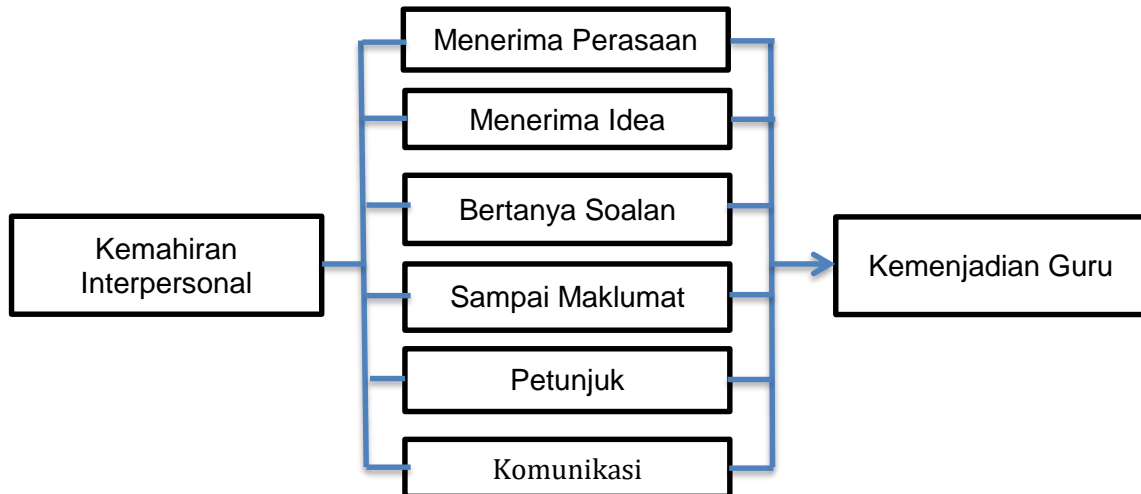 Menerima Perasaan
Menerima Idea
Bertanya Soalan
Kemahiran
Interpersonal
Kemenjadian Guru
Sampai Maklumat
Petunjuk
Komunikasi